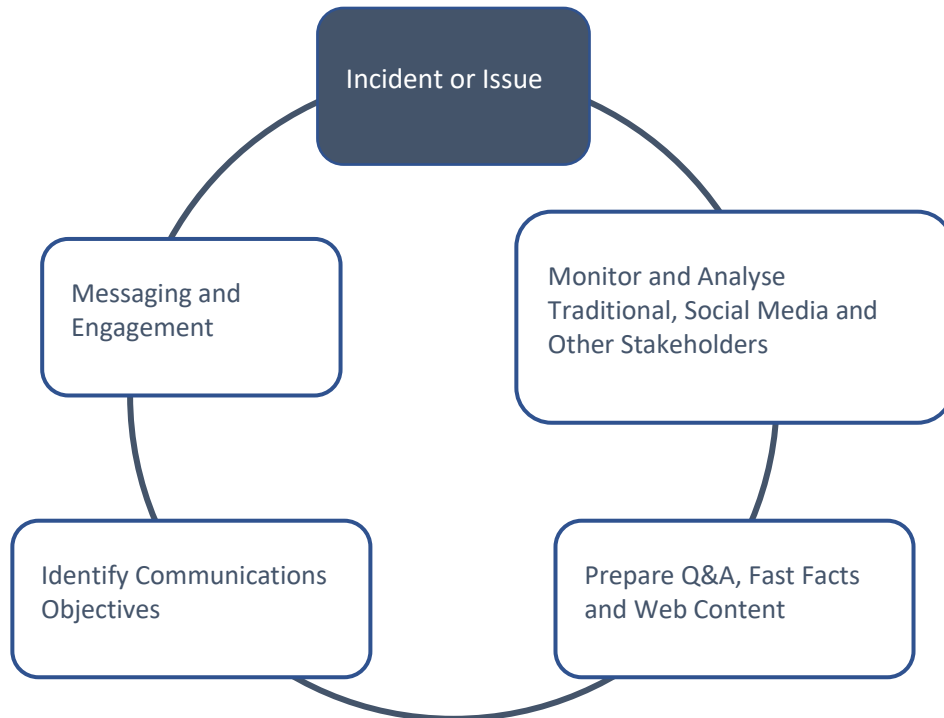 Incident or Issue
Monitor and Analyse
Traditional, Social Media and
Other Stakeholders
Prepare Q&A, Fast Facts
and Web Content
Identify Communications
Objectives
Messaging and
Engagement